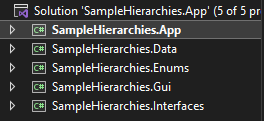 Solution 'SampleHierarchies.App' (5 of 5 pr
C# SampleHierarchies.App
C# SampleHierarchies.Data
C# SampleHierarchies.Enums
C# SampleHierarchies.Gui
C# SampleHierarchies.Interfaces